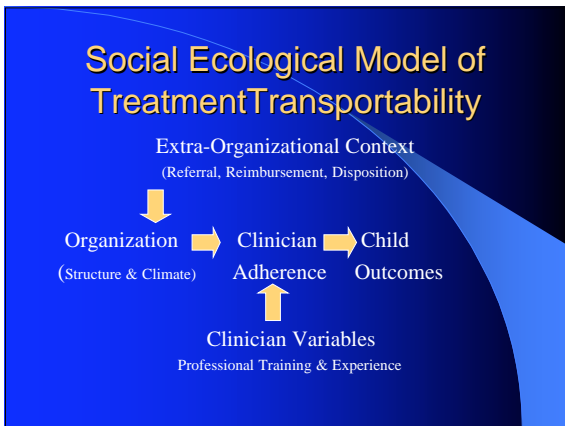 Social Ecological Model of
TreatmentTransportability
Extra-Organizational Context
(Referral, Reimbursement, Disposition)
Organization Clinician Child
(Structure & Climate) Adherence Outcomes
Clinician Variables
Professional Training & Experience